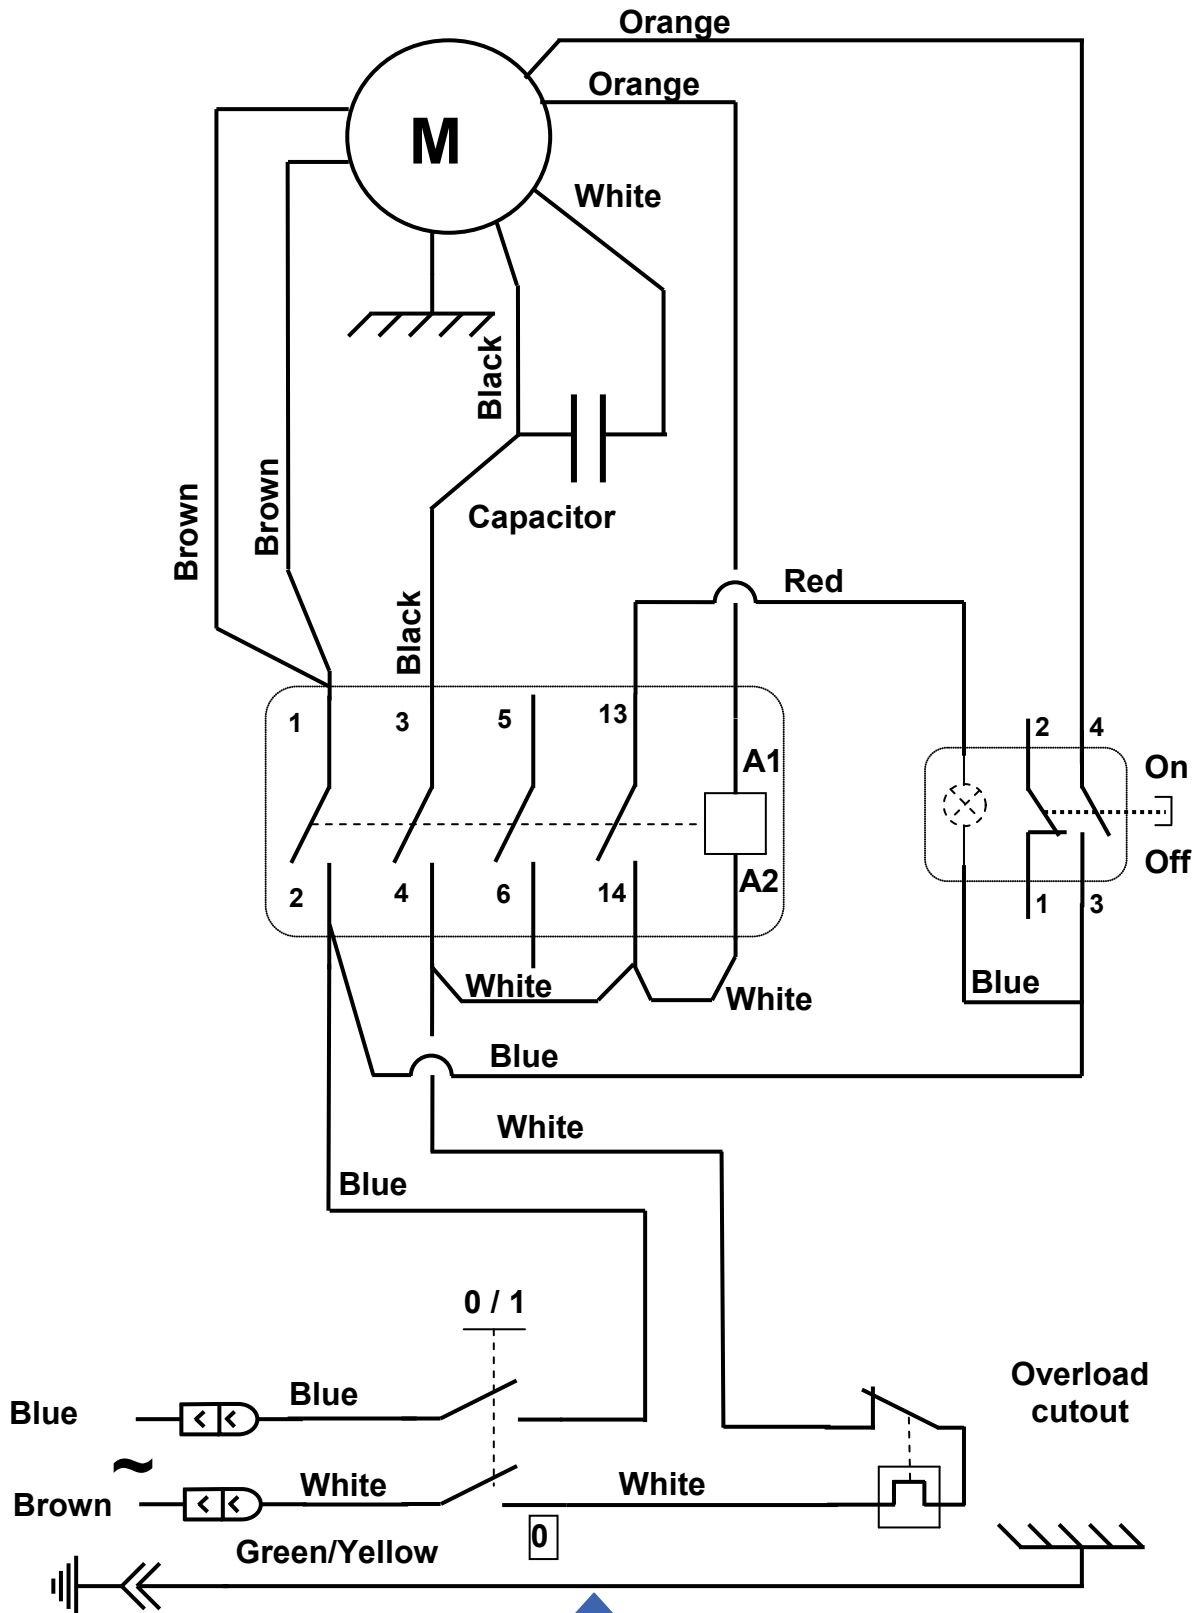 Orange
Orange
M
White
Black
Brown
Brown
Capacitor
Red
Black
1
3
5
13
2
4
A1
On
Off
2
4
6
14
A2
1
3
White
White
Blue
Blue
White
Blue
0 / 1
Overload
cutout
Blue
Blue
~
Brown
White
White
0
Green/Yellow